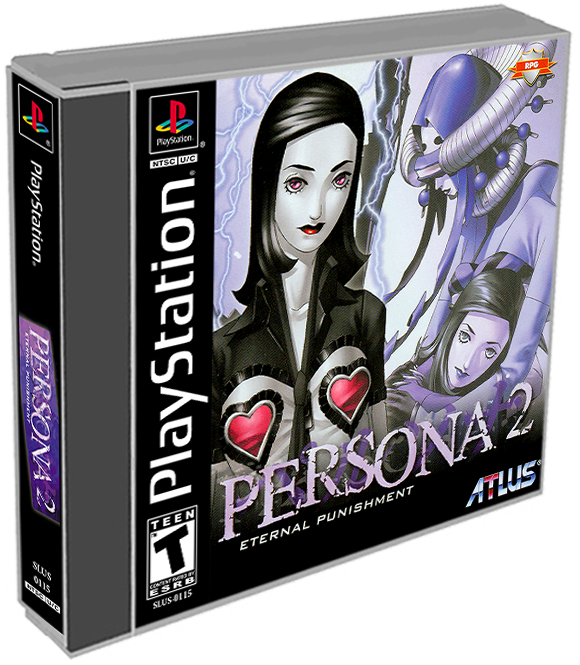 PlayStation®
PERSONA 2
ETERNAL PUNISHMENT
SLUS
0115
NTSC U/C
PlayStation®
NTSC U/C
PlayStation
TEEN
T
CONTENT RATED BY
ESRB
SLUS-0115
RPG
PERSONA 2
ETERNAL PUNISHMENT
ATLUS®